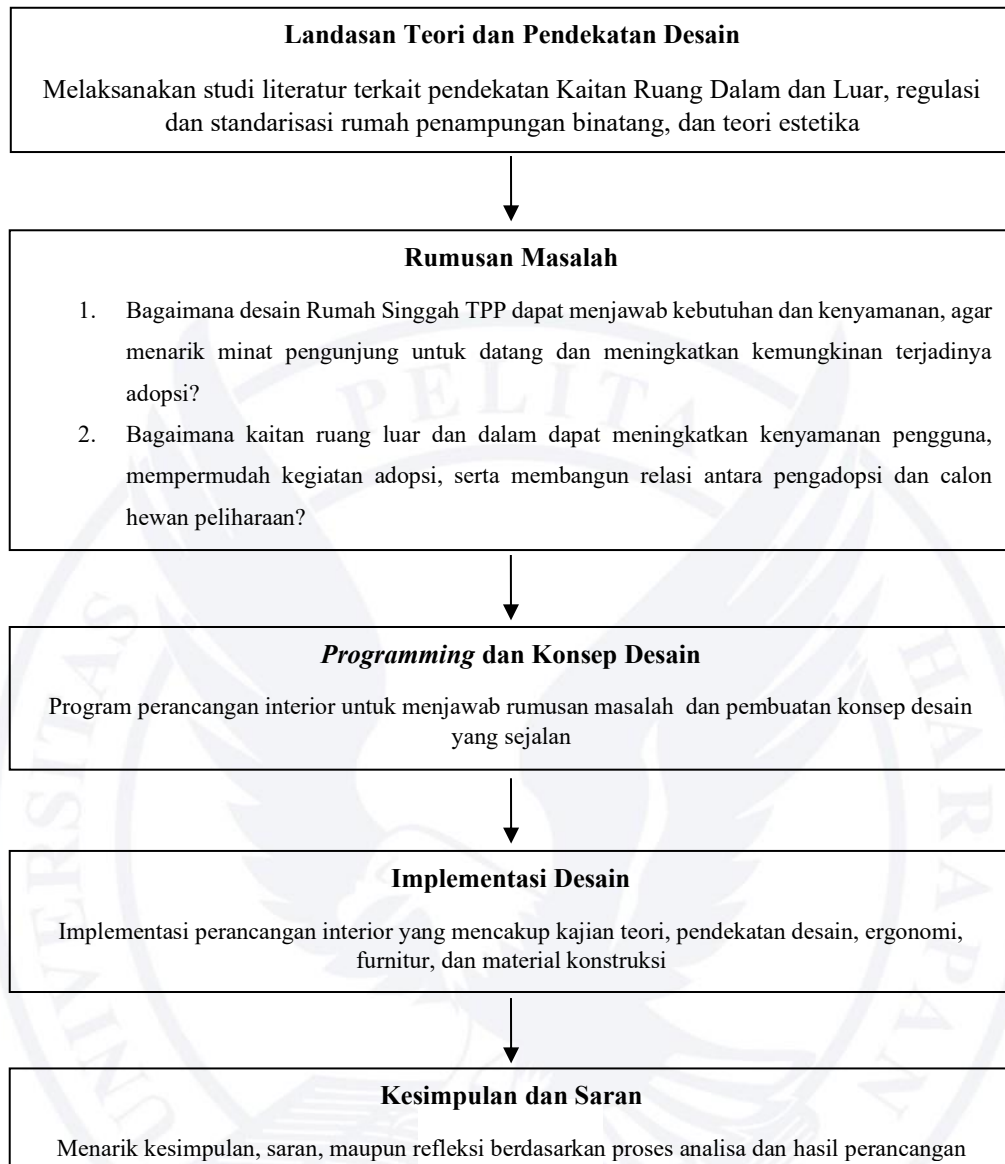 Landasan Teori dan Pendekatan Desain
Melaksanakan studi literatur terkait pendekatan Kaitan Ruang Dalam dan Luar, regulasi
dan standarisasi rumah penampungan binatang, dan teori estetika
Rumusan Masalah
1. Bagaimana desain Rumah Singgah TPP dapat menjawab kebutuhan dan kenyamanan, agar
menarik minat pengunjung untuk datang dan meningkatkan kemungkinan terjadinya
adopsi?
2. Bagaimana kaitan ruang luar dan dalam dapat meningkatkan kenyamanan pengguna,
mempermudah kegiatan adopsi, serta membangun relasi antara pengadopsi dan calon
hewan peliharaan?
Programming dan Konsep Desain
Program perancangan interior untuk menjawab rumusan masalah dan pembuatan konsep desain
yang sejalan
Implementasi Desain
Implementasi perancangan interior yang mencakup kajian teori, pendekatan desain, ergonomi,
furnitur, dan material konstruksi
Kesimpulan dan Saran
Menarik kesimpulan, saran, maupun refleksi berdasarkan proses analisa dan hasil perancangan
UNIVERSITAS PELITA HARAPAN